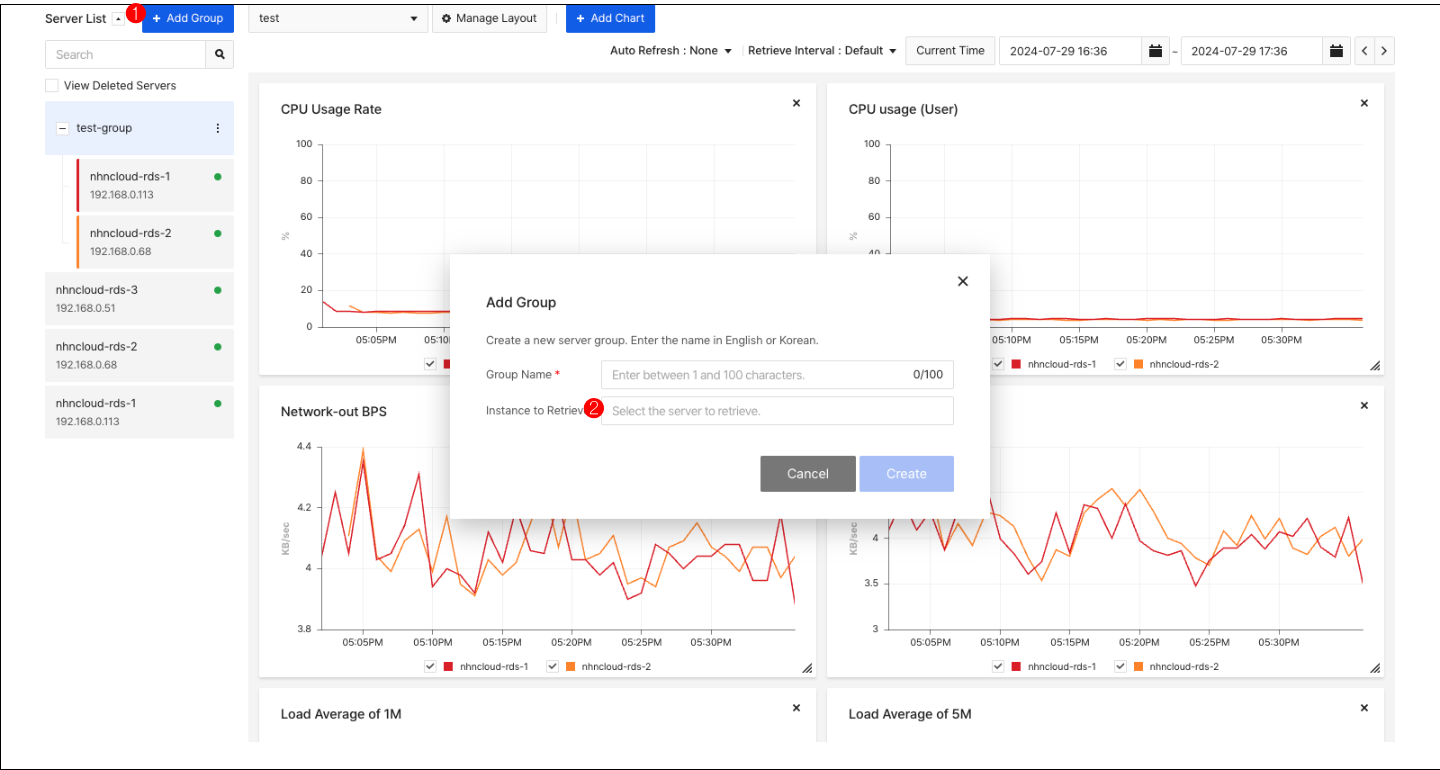 Server List
1
+ Add Group
test
Manage Layout
+ Add Chart
Search
Auto Refresh : None
Retrieve Interval : Default
Current Time
2024-07-29 16:36
–
2024-07-29 17:36
View Deleted Servers
test-group
nhncloud-rds-1
192.168.0.113
nhncloud-rds-2
192.168.0.68
nhncloud-rds-3
192.168.0.51
nhncloud-rds-2
192.168.0.68
nhncloud-rds-1
192.168.0.113
CPU Usage Rate
100
80
60
%
40
20
0
05:05PM
nhncloud-rds-1
CPU usage (User)
100
80
60
%
40
05:10PM 05:15PM 05:20PM 05:25PM 05:30PM
nhncloud-rds-1 nhncloud-rds-2
Add Group
Create a new server group. Enter the name in English or Korean.
Group Name *
Enter between 1 and 100 characters.
0/100
Instance to Retrieve
2
Select the server to retrieve.
Cancel
Create
Network-out BPS
4.4
4.2
KB/sec
4
3.8
05:05PM 05:10PM 05:15PM 05:20PM 05:25PM 05:30PM
nhncloud-rds-1 nhncloud-rds-2
KB/sec
4
3.5
3
05:05PM 05:10PM 05:15PM 05:20PM 05:25PM 05:30PM
nhncloud-rds-1 nhncloud-rds-2
Load Average of 1M
Load Average of 5M